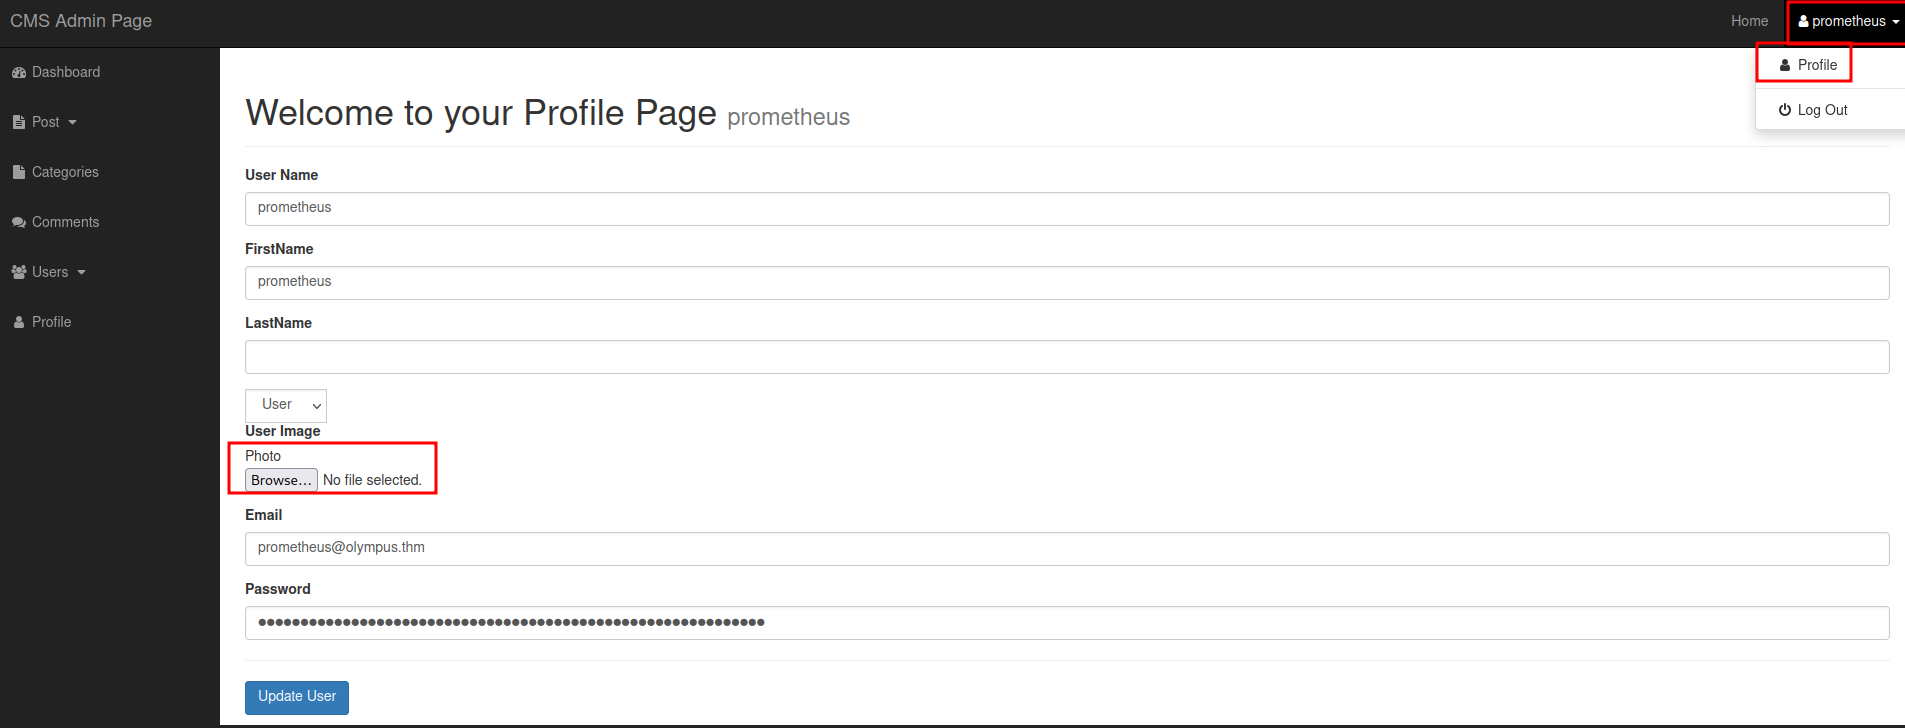 CMS Admin Page
Home
prometheus
Profile
Log Out
Dashboard
Post
Categories
Comments
Users
Profile
Welcome to your Profile Page prometheus
User Name
prometheus
FirstName
prometheus
LastName
User
User Image
Photo
Browse... No file selected.
Email
prometheus@olympus.thm
Password
Update User